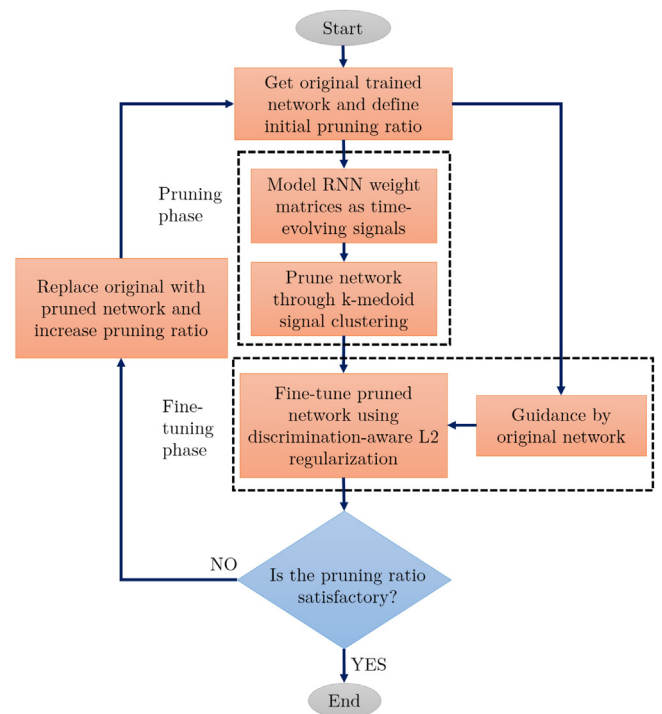 Start
Get original trained
network and define
initial pruning ratio
Pruning
phase
Model RNN weight
matrices as time-
evolving signals
Prune network
through k-medoid
signal clustering
Replace original with
pruned network and
increase pruning ratio
Fine-
tuning
phase
Fine-tune pruned
network using
discrimination-aware L2
regularization
Guidance by
original network
NO
Is the pruning ratio
satisfactory?
YES
End